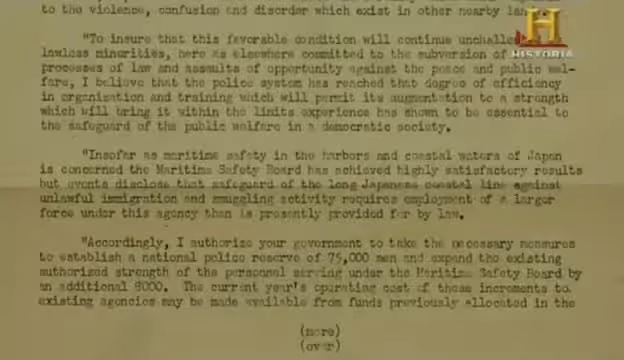 to the violence, confusion and disorder which exist in other nearby
"To insure that this favorable condition will continue
lawless minorities, here as elsewhere committed to the subversion of
processes of law and assaults of opportunity against the peace and public wel-
fare, I believe that the police system has reached that degree of efficiency
in organization and training which will permit its augmentation to a strength
which will bring it within the limits experience has shown to be essential to
the safeguard of the public welfare in a democratic society.
"Insofar as maritime safety in the harbors and coastal waters of Japan
is concerned the Maritime Safety Board has achieved highly satisfactory results
but events disclose that safeguard of the long Japanese coastal line against
unlawful immigration and smuggling activity requires employment of a larger
force under this agency than is presently provided for by law.
"Accordingly, I authorize your government to take the necessary measures
to establish a national police reserve of 75,000 men and expand the existing
authorized strength of the personnel serving under the Maritime Safety Board by
an additional 8000. The current year's operating cost of these increments to
existing agencies may be made available from funds previously allocated in the
(more)
(over)
H
HISTORIA